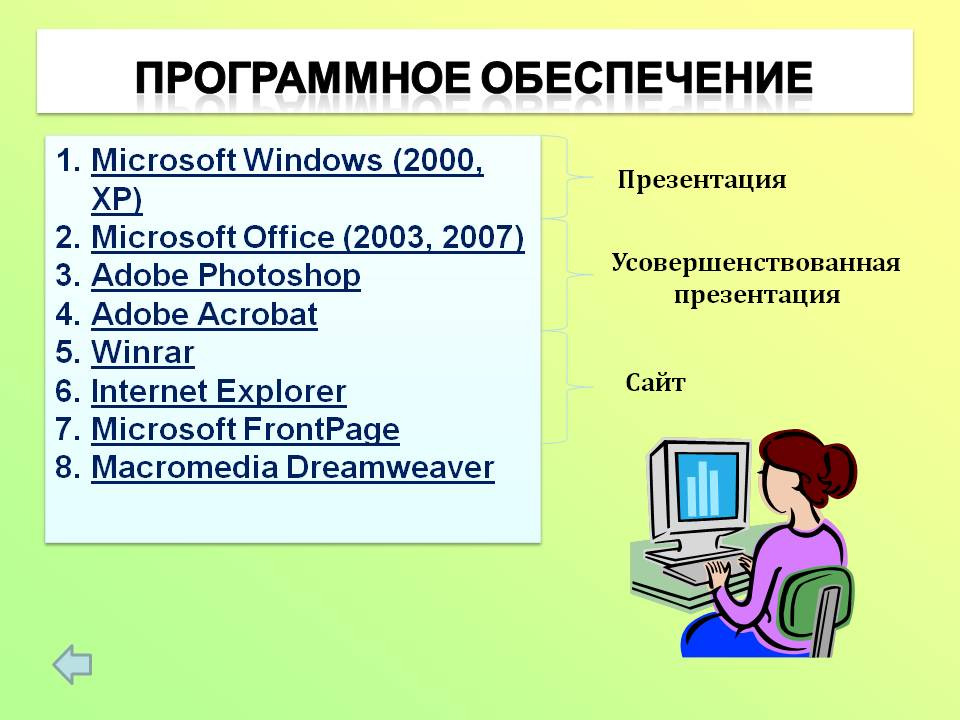 ПРОГРАММНОЕ ОБЕСПЕЧЕНИЕ
1. Microsoft Windows (2000,
XP)
2. Microsoft Office (2003, 2007)
3. Adobe Photoshop
4. Adobe Acrobat
5. Winrar
6. Internet Explorer
7. Microsoft FrontPage
8. Macromedia Dreamweaver
Презентация
Усовершенствованная
презентация
Сайт